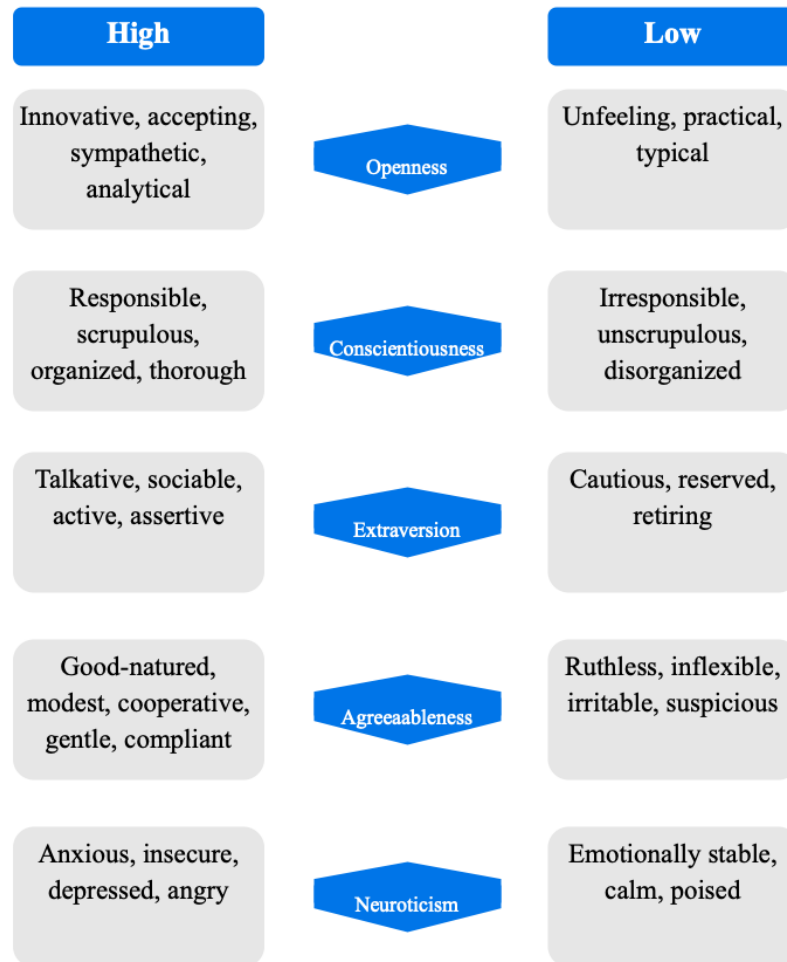 High
Low
Innovative, accepting,
sympathetic,
analytical
Openness
Unfeeling, practical,
typical
Responsible,
scrupulous,
organized, thorough
Conscientiousness
Irresponsible,
unscrupulous,
disorganized
Talkative, sociable,
active, assertive
Extraversion
Cautious, reserved,
retiring
Good-natured,
modest, cooperative,
gentle, compliant
Agreeaableness
Ruthless, inflexible,
irritable, suspicious
Anxious, insecure,
depressed, angry
Neuroticism
Emotionally stable,
calm, poised